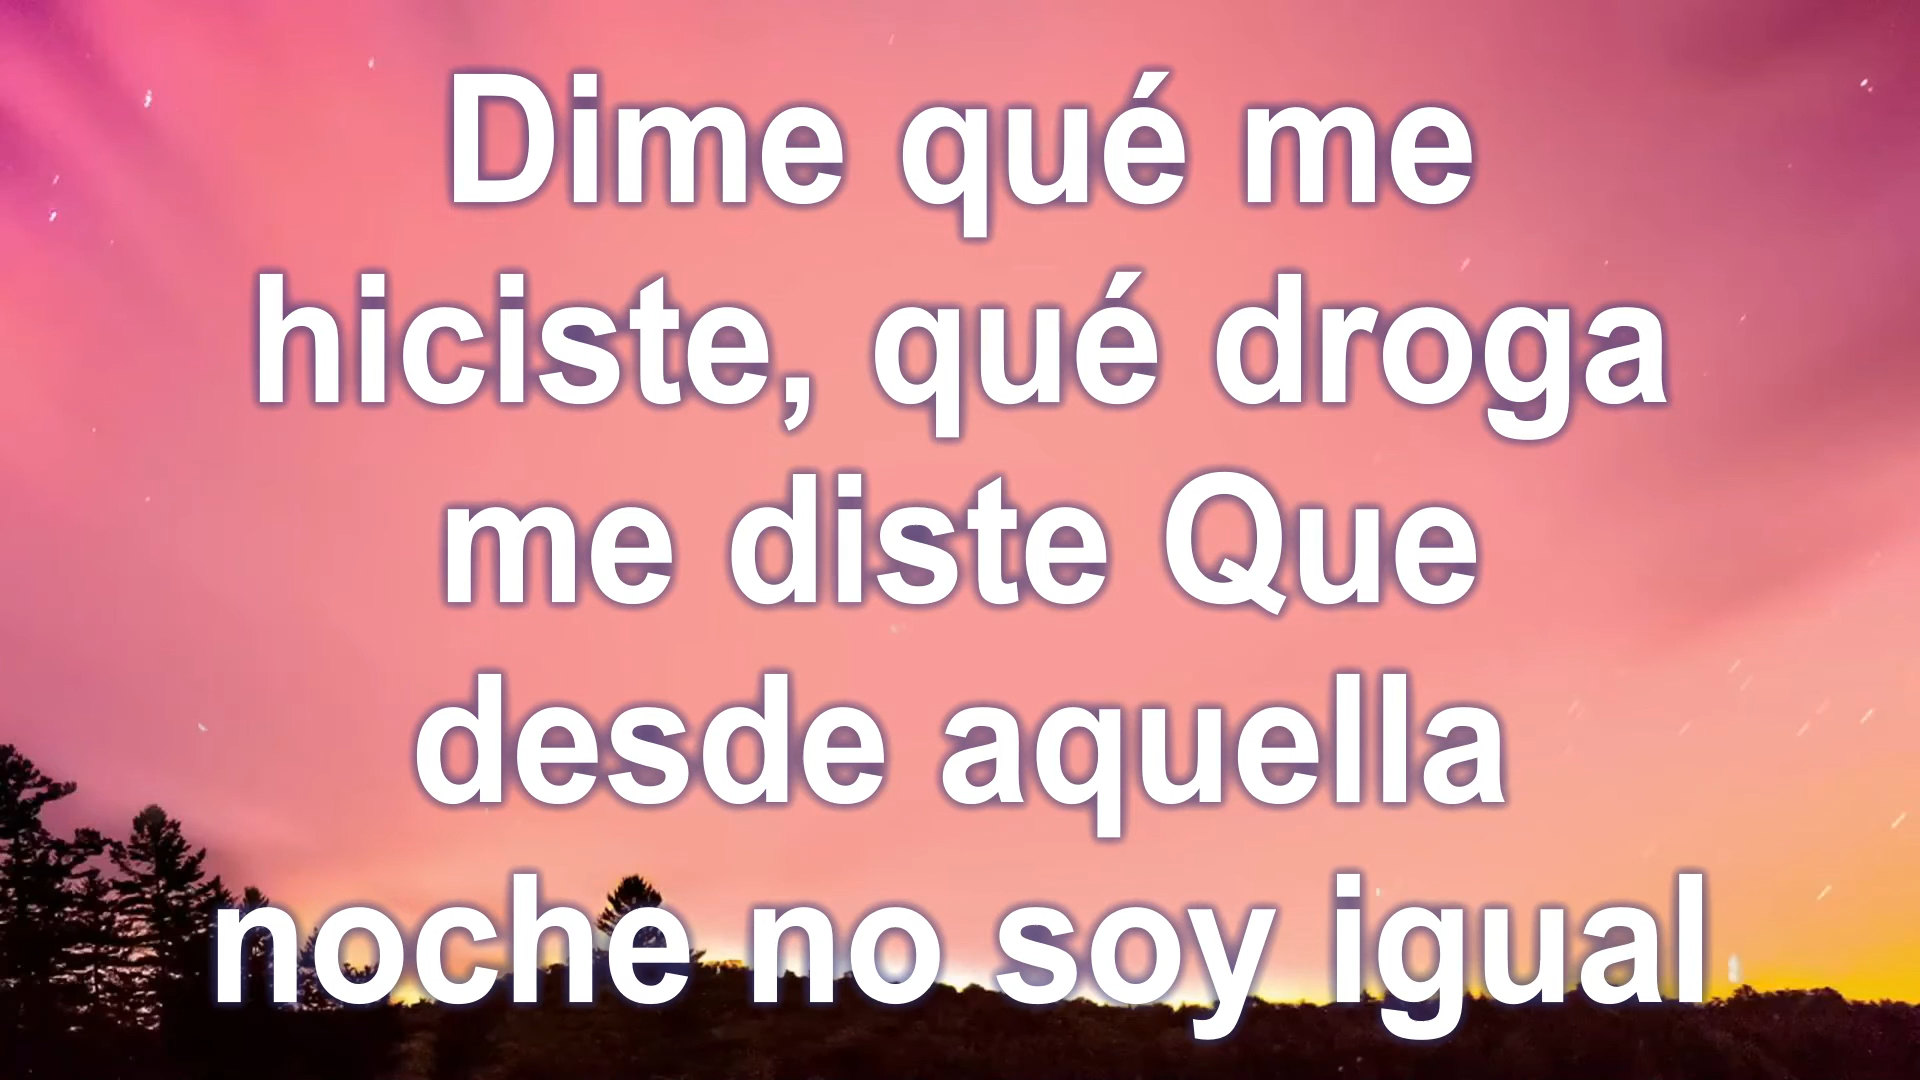 Dime qué me
hiciste, qué droga
me diste Que
desde aquella
noche no soy igual